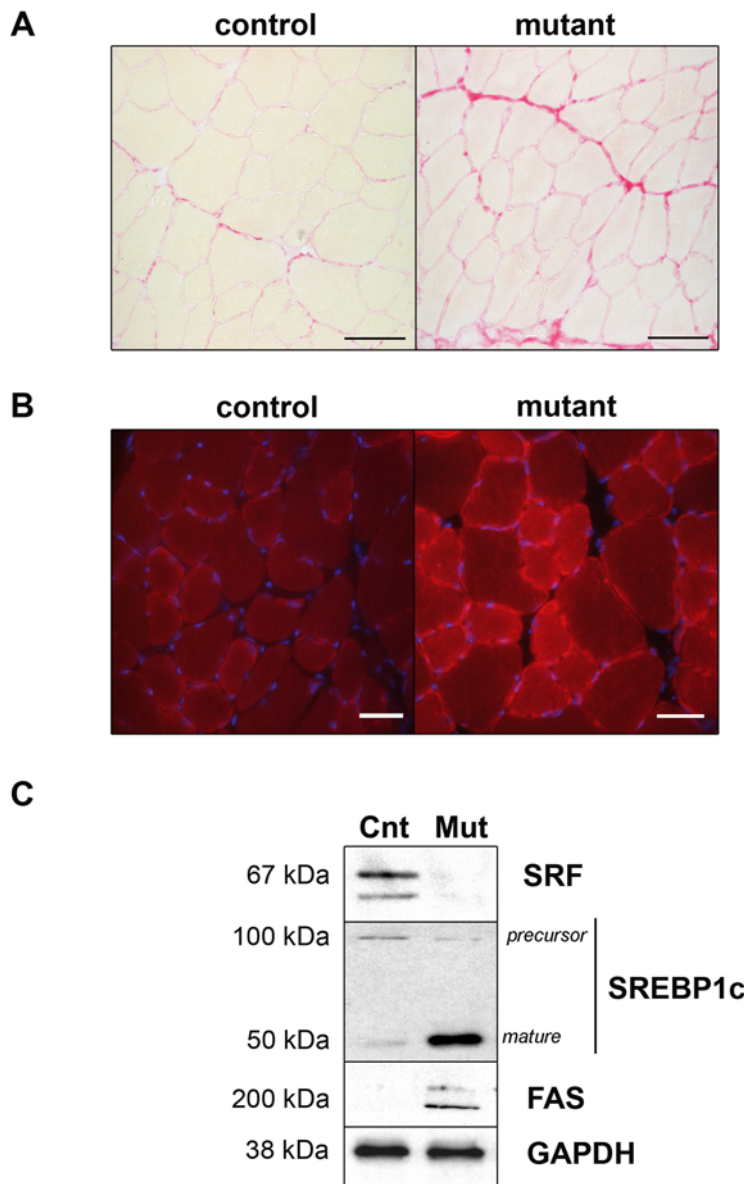 A
control mutant
B
control mutant
C
Cnt Mut
67 kDa SRF
100 kDa precursor
SREBP1c
50 kDa mature
200 kDa FAS
38 kDa GAPDH